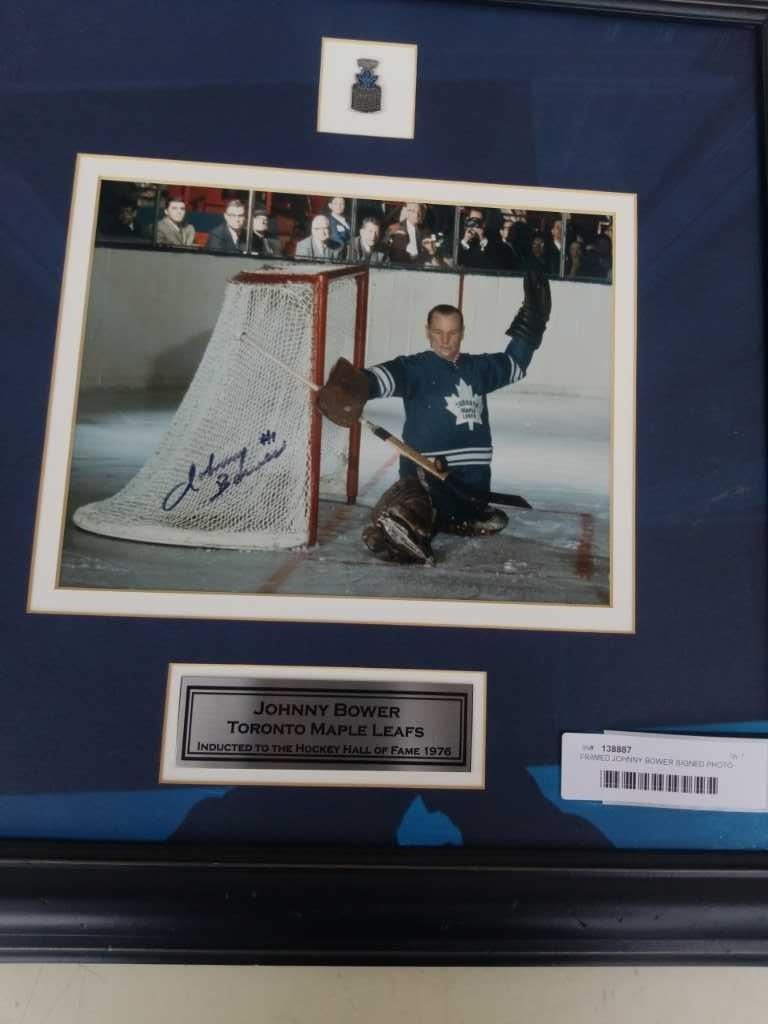 TORONTO
MAPLE
LEAFS
Johnny #1
Bower
JOHNNY BOWER
TORONTO MAPLE LEAFS
INDUCTED TO THE HOCKEY HALL OF FAME 1976
138887
FRAMED JOHNNY BOWER SIGNED PHOTO